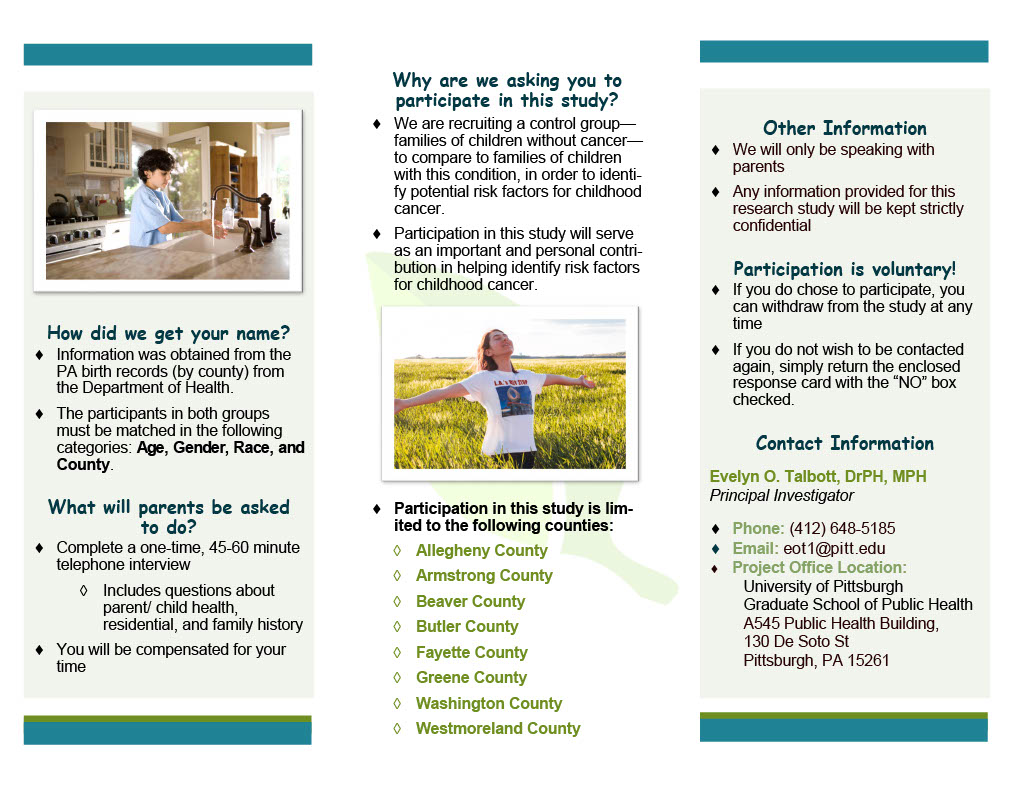 How did we get your name?
♦ Information was obtained from the
PA birth records (by county) from
the Department of Health.
♦ The participants in both groups
must be matched in the following
categories: Age, Gender, Race, and
County.
What will parents be asked
to do?
♦ Complete a one-time, 45-60 minute
telephone interview
◊ Includes questions about
parent/ child health,
residential, and family history
♦ You will be compensated for your
time
Why are we asking you to
participate in this study?
♦ We are recruiting a control group—
families of children without cancer—
to compare to families of children
with this condition, in order to identi-
fy potential risk factors for childhood
cancer.
♦ Participation in this study will serve
as an important and personal contri-
bution in helping identify risk factors
for childhood cancer.
♦ Participation in this study is lim-
ited to the following counties:
◊ Allegheny County
◊ Armstrong County
◊ Beaver County
◊ Butler County
◊ Fayette County
◊ Greene County
◊ Washington County
◊ Westmoreland County
Other Information
♦ We will only be speaking with
parents
♦ Any information provided for this
research study will be kept strictly
confidential
Participation is voluntary!
♦ If you do chose to participate, you
can withdraw from the study at any
time
♦ If you do not wish to be contacted
again, simply return the enclosed
response card with the “NO” box
checked.
Contact Information
Evelyn O. Talbott, DrPH, MPH
Principal Investigator
♦ Phone: (412) 648-5185
♦ Email: eot1@pitt.edu
♦ Project Office Location:
University of Pittsburgh
Graduate School of Public Health
A545 Public Health Building,
130 De Soto St
Pittsburgh, PA 15261